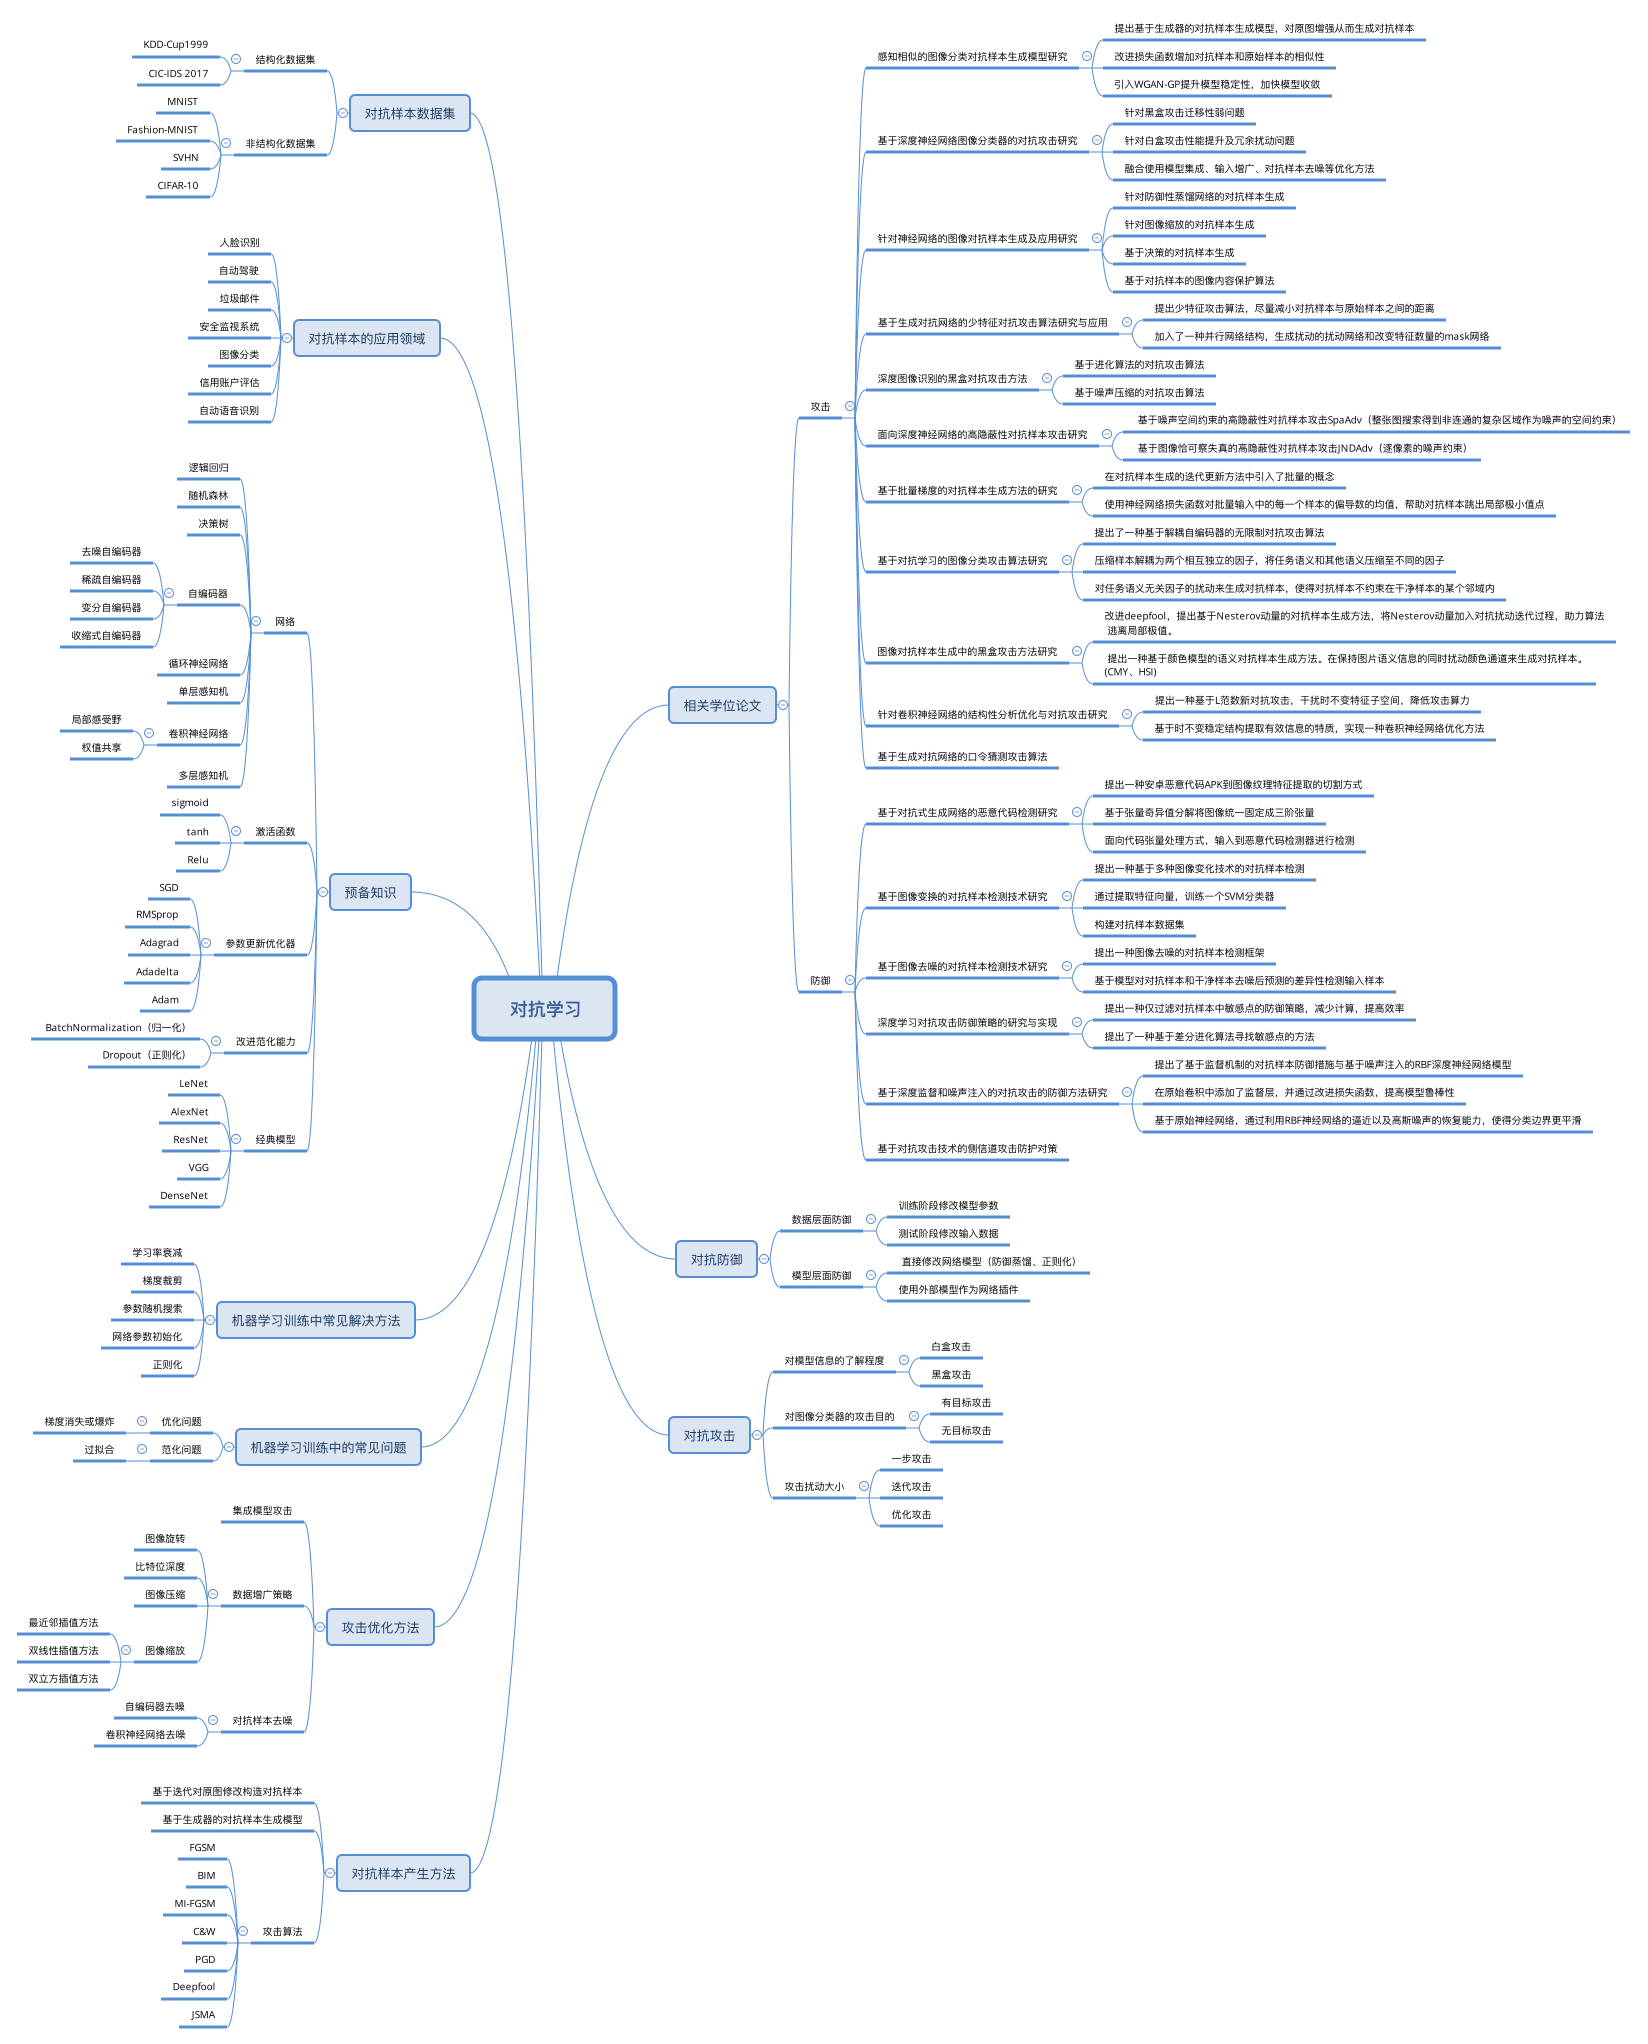 对抗学习
对抗样本数据集
结构化数据集
KDD-Cup1999
CIC-IDS 2017
非结构化数据集
MNIST
Fashion-MNIST
SVHN
CIFAR-10
对抗样本的应用领域
人脸识别
自动驾驶
垃圾邮件
安全监视系统
图像分类
信用账户评估
自动语音识别
预备知识
网络
逻辑回归
随机森林
决策树
自编码器
去噪自编码器
稀疏自编码器
变分自编码器
收缩式自编码器
循环神经网络
单层感知机
卷积神经网络
局部感受野
权值共享
多层感知机
激活函数
sigmoid
tanh
Relu
参数更新优化器
SGD
RMSprop
Adagrad
Adadelta
Adam
改进范化能力
BatchNormalization（归一化）
Dropout（正则化）
经典模型
LeNet
AlexNet
ResNet
VGG
DenseNet
机器学习训练中常见解决方法
学习率衰减
梯度裁剪
参数随机搜索
网络参数初始化
正则化
机器学习训练中的常见问题
优化问题
梯度消失或爆炸
范化问题
过拟合
攻击优化方法
集成模型攻击
数据增广策略
图像旋转
比特位深度
图像压缩
图像缩放
最近邻插值方法
双线性插值方法
双立方插值方法
对抗样本去噪
自编码器去噪
卷积神经网络去噪
对抗样本产生方法
基于迭代对原图修改构造对抗样本
基于生成器的对抗样本生成模型
攻击算法
FGSM
BIM
MI-FGSM
C&W
PGD
Deepfool
JSMA
相关学位论文
攻击
感知相似的图像分类对抗样本生成模型研究
提出基于生成器的对抗样本生成模型，对原图增强从而生成对抗样本
改进损失函数增加对抗样本和原始样本的相似性
引入WGAN-GP提升模型稳定性，加快模型收敛
基于深度神经网络图像分类器的对抗攻击研究
针对黑盒攻击迁移性弱问题
针对白盒攻击性能提升及冗余扰动问题
融合使用模型集成、输入增广、对抗样本去噪等优化方法
针对神经网络的图像对抗样本生成及应用研究
针对防御性蒸馏网络的对抗样本生成
针对图像缩放的对抗样本生成
基于决策的对抗样本生成
基于对抗样本的图像内容保护算法
基于生成对抗网络的少特征对抗攻击算法研究与应用
提出少特征攻击算法，尽量减小对抗样本与原始样本之间的距离
加入了一种并行网络结构，生成扰动的扰动网络和改变特征数量的mask网络
深度图像识别的黑盒对抗攻击方法
基于进化算法的对抗攻击算法
基于噪声压缩的对抗攻击算法
面向深度神经网络的高隐蔽性对抗样本攻击研究
基于噪声空间约束的高隐蔽性对抗样本攻击SpaAdv（整张图搜索得到非连通的复杂区域作为噪声的空间约束）
基于图像恰可察失真的高隐蔽性对抗样本攻击JNDAdv（逐像素的噪声约束）
基于批量梯度的对抗样本生成方法的研究
在对抗样本生成的迭代更新方法中引入了批量的概念
使用神经网络损失函数对批量输入中的每一个样本的偏导数的均值，帮助对抗样本跳出局部极小值点
基于对抗学习的图像分类攻击算法研究
提出了一种基于解耦自编码器的无限制对抗攻击算法
压缩样本解耦为两个相互独立的因子，将任务语义和其他语义压缩至不同的因子
对任务语义无关因子的扰动来生成对抗样本，使得对抗样本不约束在干净样本的某个邻域内
图像对抗样本生成中的黑盒攻击方法研究
改进deepfool，提出基于Nesterov动量的对抗样本生成方法，将Nesterov动量加入对抗扰动迭代过程，助力算法
逃离局部极值。
提出一种基于颜色模型的语义对抗样本生成方法。在保持图片语义信息的同时扰动颜色通道来生成对抗样本。
(CMY、HSI)
针对卷积神经网络的结构性分析优化与对抗攻击研究
提出一种基于L范数新对抗攻击，干扰时不变特征子空间，降低攻击算力
基于时不变稳定结构提取有效信息的特质，实现一种卷积神经网络优化方法
基于生成对抗网络的口令猜测攻击算法
防御
基于对抗式生成网络的恶意代码检测研究
提出一种安卓恶意代码APK到图像纹理特征提取的切割方式
基于张量奇异值分解将图像统一固定成三阶张量
面向代码张量处理方式，输入到恶意代码检测器进行检测
基于图像变换的对抗样本检测技术研究
提出一种基于多种图像变化技术的对抗样本检测
通过提取特征向量，训练一个SVM分类器
构建对抗样本数据集
基于图像去噪的对抗样本检测技术研究
提出一种图像去噪的对抗样本检测框架
基于模型对对抗样本和干净样本去噪后预测的差异性检测输入样本
深度学习对抗攻击防御策略的研究与实现
提出一种仅过滤对抗样本中敏感点的防御策略，减少计算，提高效率
提出了一种基于差分进化算法寻找敏感点的方法
基于深度监督和噪声注入的对抗攻击的防御方法研究
提出了基于监督机制的对抗样本防御措施与基于噪声注入的RBF深度神经网络模型
在原始卷积中添加了监督层，并通过改进损失函数，提高模型鲁棒性
基于原始神经网络，通过利用RBF神经网络的逼近以及高斯噪声的恢复能力，使得分类边界更平滑
基于对抗攻击技术的侧信道攻击防护对策
对抗防御
数据层面防御
训练阶段修改模型参数
测试阶段修改输入数据
模型层面防御
直接修改网络模型（防御蒸馏、正则化）
使用外部模型作为网络插件
对抗攻击
对模型信息的了解程度
白盒攻击
黑盒攻击
对图像分类器的攻击目的
有目标攻击
无目标攻击
攻击扰动大小
一步攻击
迭代攻击
优化攻击